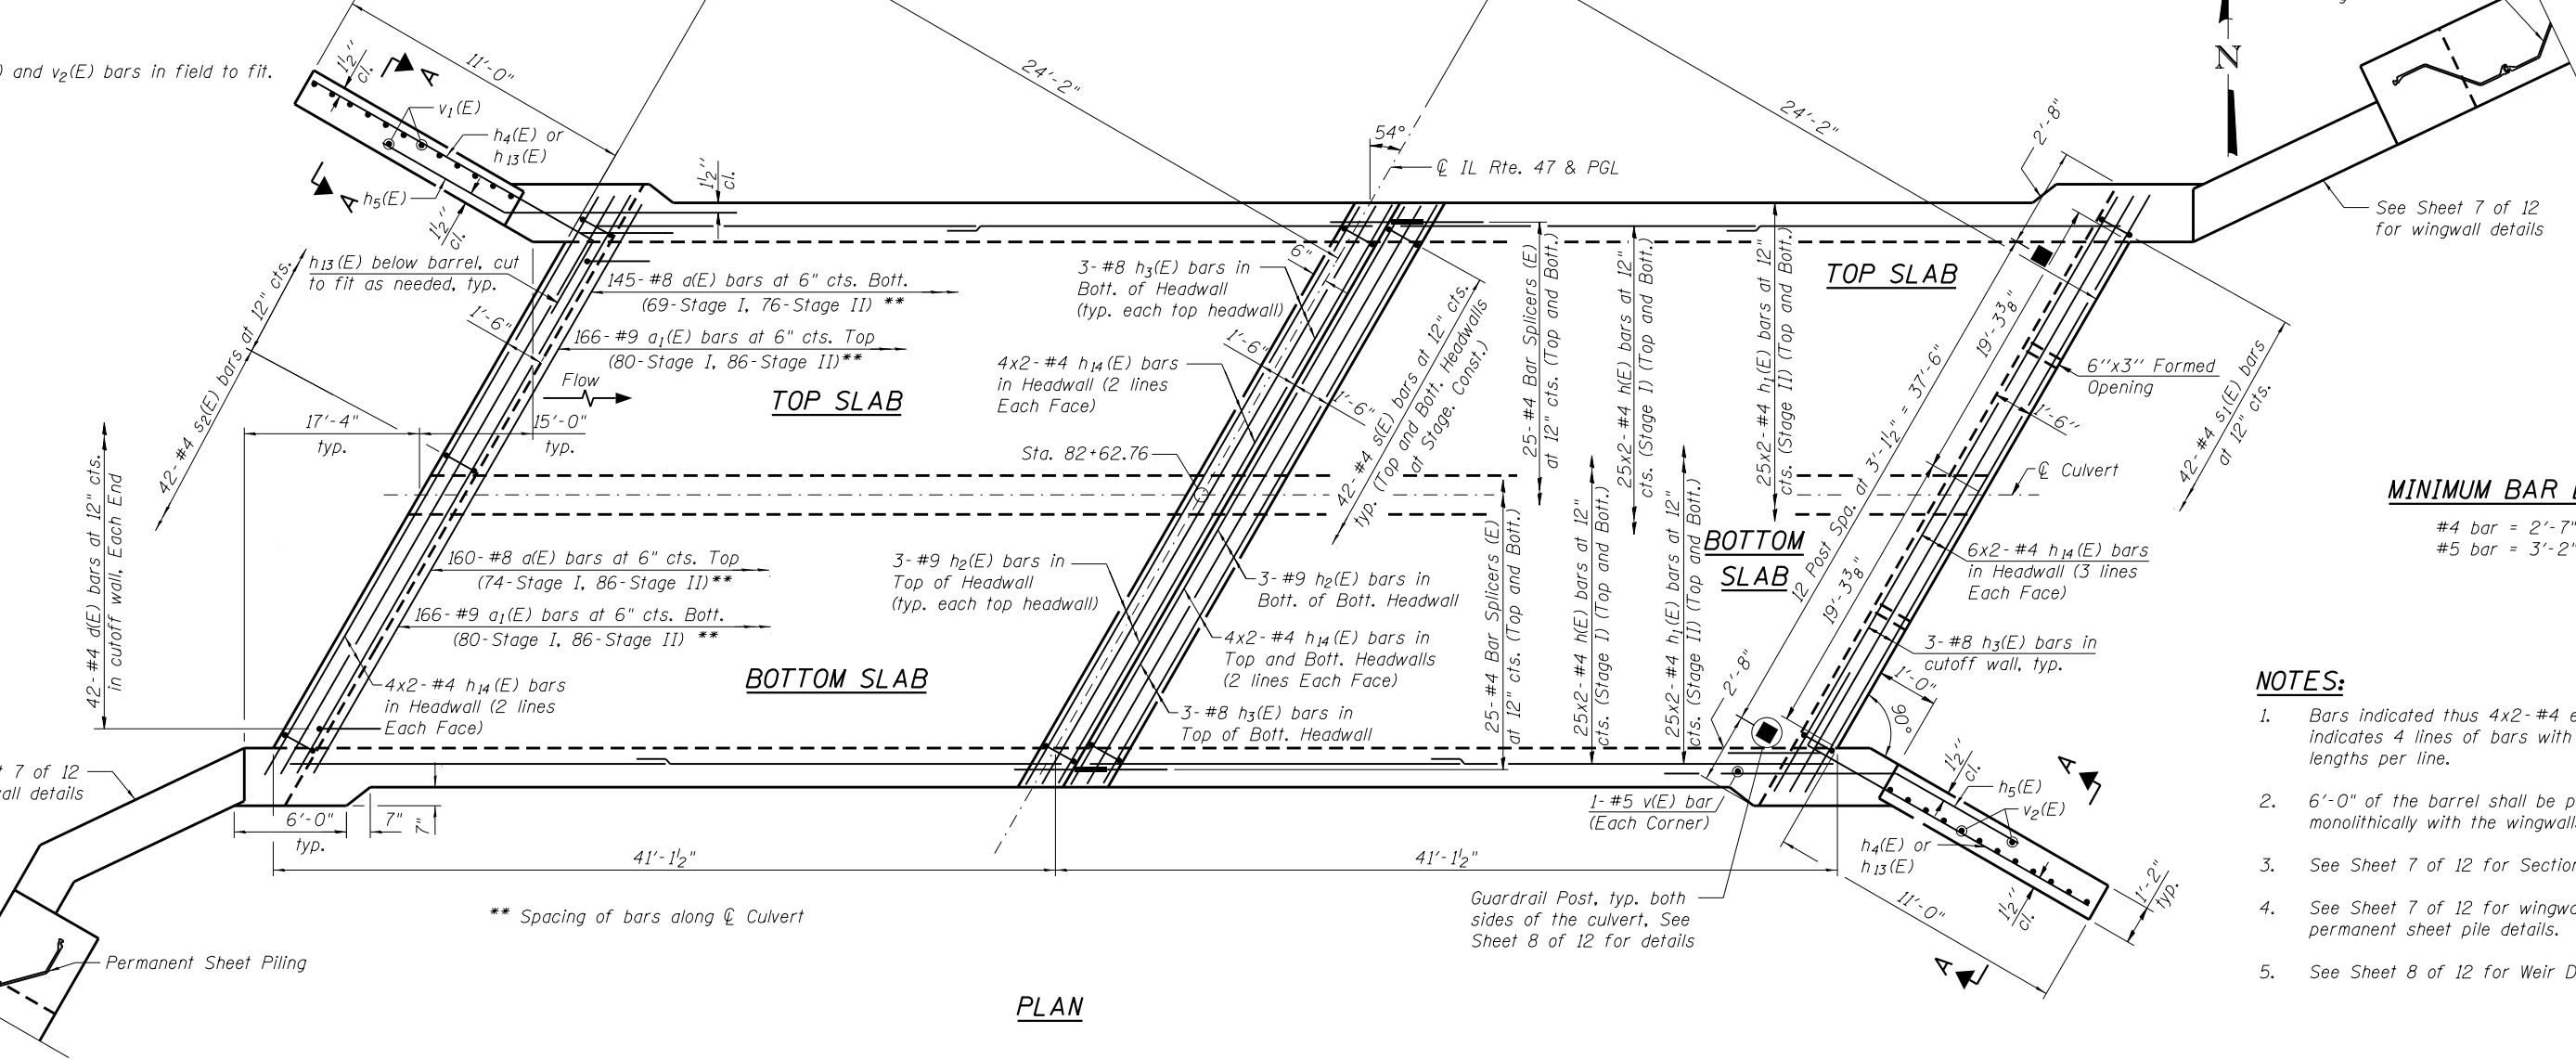 ) and v2(E) bars in field to fit.
1½" cl.
A
11'-0"
v1(E)
h4(E) or
h13(E)
h5(E)
A
1½" cl.
1½" cl.
24'-2"
54°
℄ IL Rte. 47 & PGL
24'-2"
2'-8"
N
See Sheet 7 of 12
for wingwall details
42-#4 s2(E) bars at 12" cts.
h13(E) below barrel, cut
to fit as needed, typ.
1'-6"
145-#8 a(E) bars at 6" cts. Bott.
(69-Stage I, 76-Stage II) **
166-#9 a1(E) bars at 6" cts. Top
(80-Stage I, 86-Stage II)**
Flow
TOP SLAB
17'-4"
typ.
15'-0"
typ.
6"
3-#8 h3(E) bars in
Bott. of Headwall
(typ. each top headwall)
1'-6"
4x2-#4 h14(E) bars
in Headwall (2 lines
Each Face)
1'-6"
Sta. 82+62.76
42-#4 s(E) bars at 12" cts.
typ. (Top and Bott. Headwalls
at Stage. Const.)
25-#4 Bar Splicers (E)
at 12" cts. (Top and Bott.)
25x2-#4 h(E) bars at 12"
cts. (Stage I) (Top and Bott.)
25x2-#4 h1(E) bars at 12"
cts. (Stage II) (Top and Bott.)
TOP SLAB
12 Post Spa. at 3'-1½" = 37'-6"
19'-3⅜"
19'-3⅜"
6"x3" Formed
Opening
1'-6"
42-#4 s1(E) bars
at 12" cts.
℄ Culvert
MINIMUM BAR
#4 bar = 2'-7"
#5 bar = 3'-2"
42-#4 d(E) bars at 12" cts.
in cutoff wall, Each End
160-#8 a(E) bars at 6" cts. Top
(74-Stage I, 86-Stage II)**
166-#9 a1(E) bars at 6" cts. Bott.
(80-Stage I, 86-Stage II) **
BOTTOM SLAB
4x2-#4 h14(E) bars
in Headwall (2 lines
Each Face)
3-#9 h2(E) bars in
Top of Headwall
(typ. each top headwall)
3-#9 h2(E) bars in
Bott. of Bott. Headwall
4x2-#4 h14(E) bars in
Top and Bott. Headwalls
(2 lines Each Face)
3-#8 h3(E) bars in
Top of Bott. Headwall
25-#4 Bar Splicers (E)
at 12" cts. (Top and Bott.)
25x2-#4 h(E) bars at 12"
cts. (Stage I) (Top and Bott.)
25x2-#4 h1(E) bars at 12"
cts. (Stage II) (Top and Bott.)
BOTTOM
SLAB
6x2-#4 h14(E) bars
in Headwall (3 lines
Each Face)
3-#8 h3(E) bars in
cutoff wall, typ.
1'-0"
90°
2'-8"
1-#5 v(E) bar
(Each Corner)
1½" cl.
h5(E)
v2(E)
A
h4(E) or
h13(E)
1½" cl.
11'-0"
1'-2"
typ.
A
t 7 of 12
all details
6'-0"
typ.
7"
7"
41'-1½"
41'-1½"
** Spacing of bars along ℄ Culvert
Guardrail Post, typ. both
sides of the culvert, See
Sheet 8 of 12 for details
Permanent Sheet Piling
PLAN
NOTES:
1. Bars indicated thus 4x2-#4 e
indicates 4 lines of bars with
lengths per line.
2. 6'-0" of the barrel shall be p
monolithically with the wingwall
3. See Sheet 7 of 12 for Section
4. See Sheet 7 of 12 for wingwa
permanent sheet pile details.
5. See Sheet 8 of 12 for Weir D